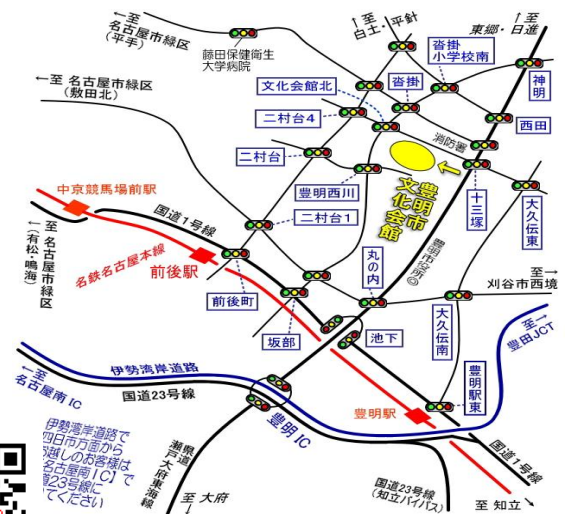 ←至 名古屋市緑区
(平手)
藤田保健衛生
大学病院
↑至
白土・平針
↑至
東郷・日進
沓掛
小学校南
神明
←至 名古屋市緑区
(敷田北)
文化会館北
沓掛
二村台4
西田
消防署
二村台
豊明西川
豊明市
文化会館
十三塚
大久伝東
中京競馬場前駅
国道1号線
二村台1
←至 名古屋市緑区
(有松・鳴海)
名鉄名古屋本線
前後駅
前後町
丸の内
豊明市役所◎
至→
刈谷市西境
坂部
池下
大久伝南
至→
豊田JCT
伊勢湾岸道路
←至
名古屋南IC
国道23号線
豊明IC
豊明駅東
豊明駅
伊勢湾岸道路で
四日市方面から
お越しのお客様は
名古屋南IC】で
23号線に
てください
県道
瀬戸大府東海線
至 大府
↓
国道23号線
(知立バイパス)
国道1号線
至 知立